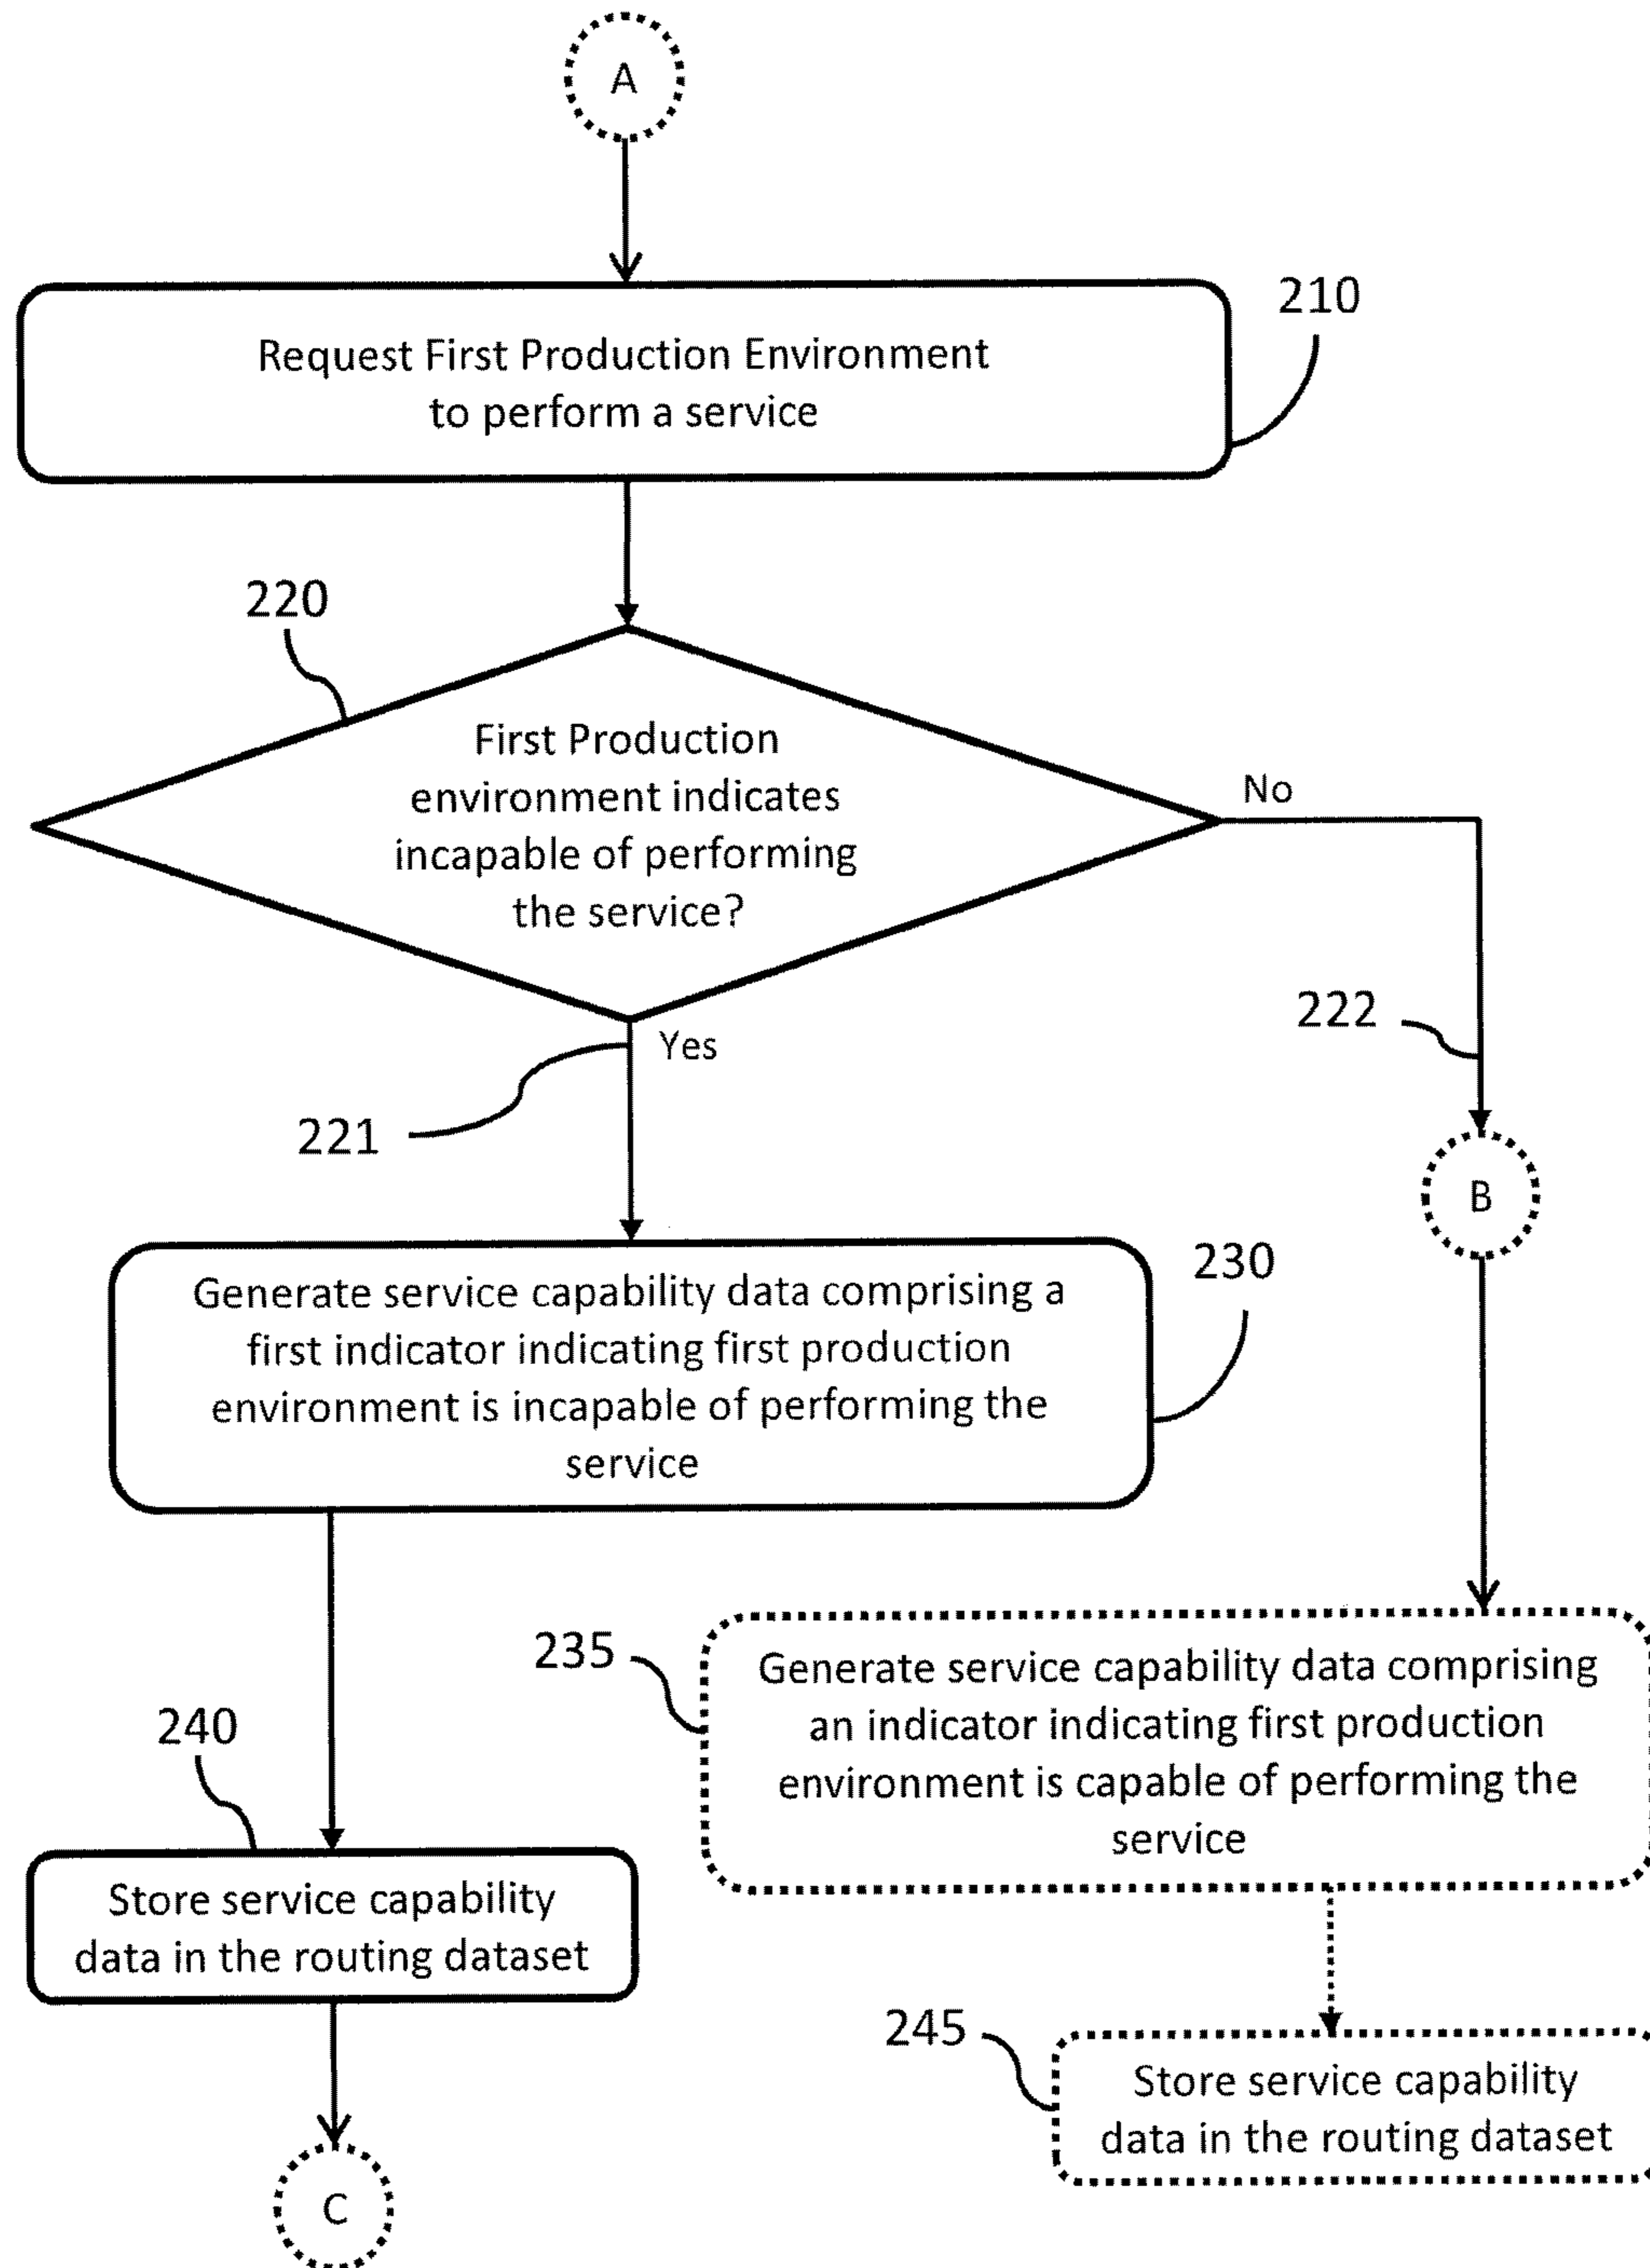 A
210
Request First Production Environment
to perform a service
220
First Production
environment indicates
incapable of performing
the service?
No
222
Yes
221
B
230
Generate service capability data comprising a
first indicator indicating first production
environment is incapable of performing the
service
235
Generate service capability data comprising
an indicator indicating first production
environment is capable of performing the
service
240
Store service capability
data in the routing dataset
245
Store service capability
data in the routing dataset
C